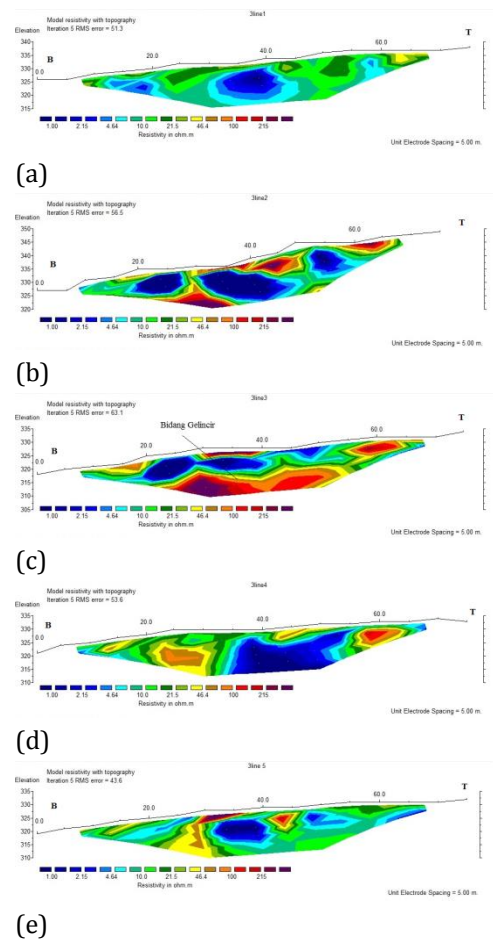 3line1
Model resistivity with topography
Iteration 5 RMS error = 51.3
Elevation
B
T
340
335
330
325
320
315
0.0
20.0
40.0
60.0
1.00 2.15 4.64 10.0 21.5 46.4 100 215
Resistivity in ohm.m
Unit Electrode Spacing = 5.00 m.
(a)
3line2
Model resistivity with topography
Iteration 5 RMS error = 56.5
Elevation
B
T
350
345
340
335
330
325
320
0.0
20.0
40.0
60.0
1.00 2.15 4.64 10.0 21.5 46.4 100 215
Resistivity in ohm.m
Unit Electrode Spacing = 5.00 m.
(b)
3line3
Model resistivity with topography
Iteration 5 RMS error = 63.1
Bidang Gelincir
Elevation
B
T
335
330
325
320
315
310
305
0.0
20.0
40.0
60.0
1.00 2.15 4.64 10.0 21.5 46.4 100 215
Resistivity in ohm.m
Unit Electrode Spacing = 5.00 m.
(c)
3line4
Model resistivity with topography
Iteration 5 RMS error = 53.6
Elevation
B
T
335
330
325
320
315
310
0.0
20.0
40.0
60.0
1.00 2.15 4.64 10.0 21.5 46.4 100 215
Resistivity in ohm.m
Unit Electrode Spacing = 5.00 m.
(d)
3line 5
Model resistivity with topography
Iteration 5 RMS error = 43.6
Elevation
B
T
335
330
325
320
315
310
0.0
20.0
40.0
60.0
1.00 2.15 4.64 10.0 21.5 46.4 100 215
Resistivity in ohm.m
Unit Electrode Spacing = 5.00 m.
(e)